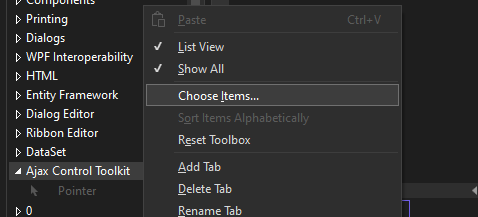 Components
Printing
Dialogs
WPF Interoperability
HTML
Entity Framework
Dialog Editor
Ribbon Editor
DataSet
Ajax Control Toolkit
Pointer
0
Paste Ctrl+V
List View
Show All
Choose Items...
Sort Items Alphabetically
Reset Toolbox
Add Tab
Delete Tab
Rename Tab